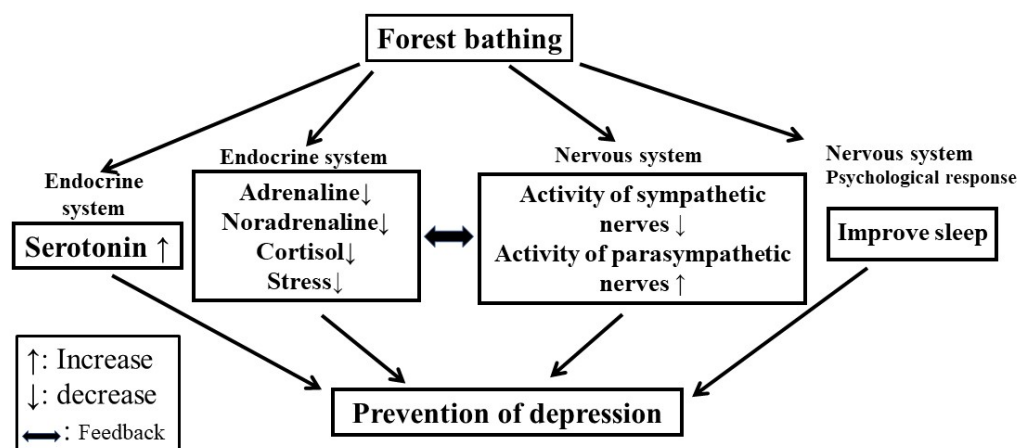 Forest bathing
Endocrine
system
Serotonin ↑
Endocrine system
Adrenaline↓
Noradrenaline↓
Cortisol↓
Stress↓
Nervous system
Activity of sympathetic
nerves ↓
Activity of parasympathetic
nerves ↑
Nervous system
Psychological response
Improve sleep
↑: Increase
↓: decrease
⬌: Feedback
Prevention of depression